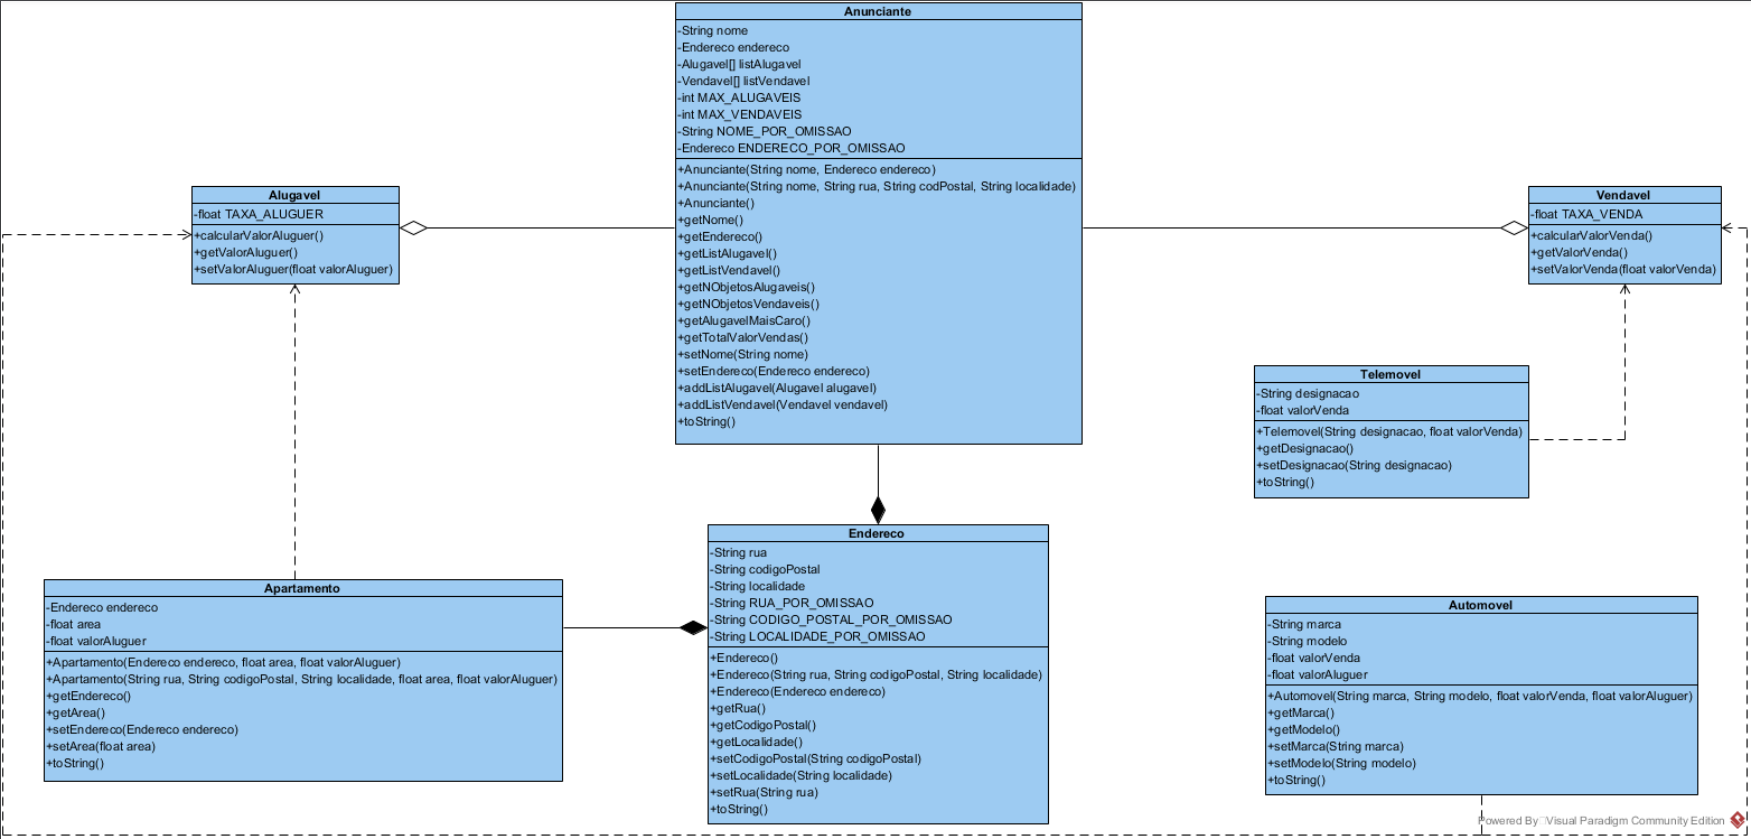 Anunciante
-String nome
-Endereco endereco
-Alugavel[] listAlugavel
-Vendavel[] listVendavel
-int MAX_ALUGAVEIS
-int MAX_VENDAVEIS
-String NOME_POR_OMISSAO
-Endereco ENDERECO_POR_OMISSAO
+Anunciante(String nome, Endereco endereco)
+Anunciante(String nome, String rua, String codPostal, String localidade)
+Anunciante()
+getNome()
+getEndereco()
+getListAlugavel()
+getListVendavel()
+getNObjetosAlugaveis()
+getNObjetosVendaveis()
+getAlugavelMaisCaro()
+getTotalValorVendas()
+setNome(String nome)
+setEndereco(Endereco endereco)
+addListAlugavel(Alugavel alugavel)
+addListVendavel(Vendavel vendavel)
+toString()
Alugavel
-float TAXA_ALUGUER
+calcularValorAluguer()
+getValorAluguer()
+setValorAluguer(float valorAluguer)
Vendavel
-float TAXA_VENDA
+calcularValorVenda()
+getValorVenda()
+setValorVenda(float valorVenda)
Telemovel
-String designacao
-float valorVenda
+Telemovel(String designacao, float valorVenda)
+getDesignacao()
+setDesignacao(String designacao)
+toString()
Endereco
-String rua
-String codigoPostal
-String localidade
-String RUA_POR_OMISSAO
-String CODIGO_POSTAL_POR_OMISSAO
-String LOCALIDADE_POR_OMISSAO
+Endereco()
+Endereco(String rua, String codigoPostal, String localidade)
+Endereco(Endereco endereco)
+getRua()
+getCodigoPostal()
+getLocalidade()
+setCodigoPostal(String codigoPostal)
+setLocalidade(String localidade)
+setRua(String rua)
+toString()
Apartamento
-Endereco endereco
-float area
-float valorAluguer
+Apartamento(Endereco endereco, float area, float valorAluguer)
+Apartamento(String rua, String codigoPostal, String localidade, float area, float valorAluguer)
+getEndereco()
+getArea()
+setEndereco(Endereco endereco)
+setArea(float area)
+toString()
Automovel
-String marca
-String modelo
-float valorVenda
-float valorAluguer
+Automovel(String marca, String modelo, float valorVenda, float valorAluguer)
+getMarca()
+getModelo()
+setMarca(String marca)
+setModelo(String modelo)
+toString()
Powered By Visual Paradigm Community Edition